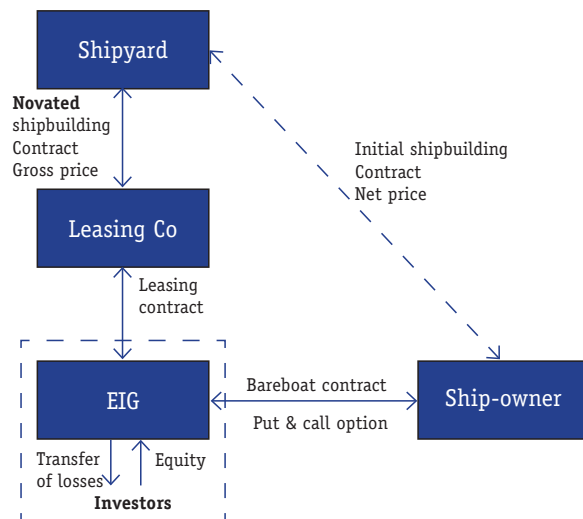 Shipyard
Novated
shipbuilding
Contract
Gross price
Initial shipbuilding
Contract
Net price
Leasing Co
Leasing
contract
EIG
Bareboat contract
Put & call option
Ship-owner
Transfer
of losses
Equity
Investors